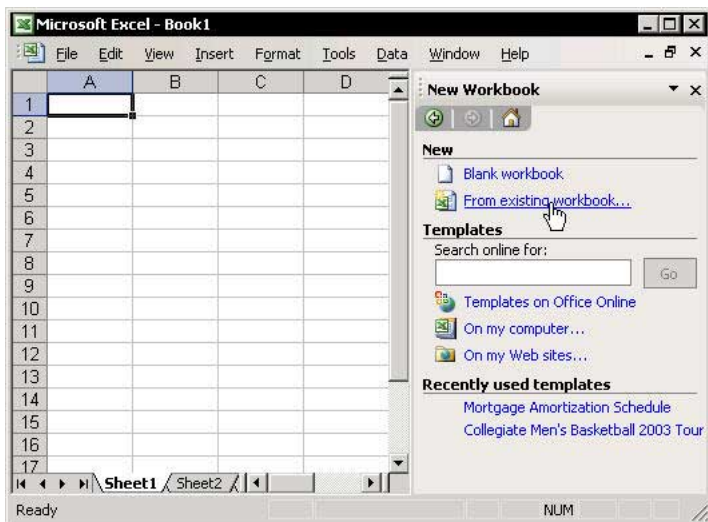 Microsoft Excel - Book1
File Edit View Insert Format Tools Data Window Help
A B C D
1
2
3
4
5
6
7
8
9
10
11
12
13
14
15
16
17
New Workbook
New
Blank workbook
From existing workbook...
Templates
Search online for:
Go
Templates on Office Online
On my computer...
On my Web sites...
Recently used templates
Mortgage Amortization Schedule
Collegiate Men's Basketball 2003 Tour
Sheet1 Sheet2
Ready NUM